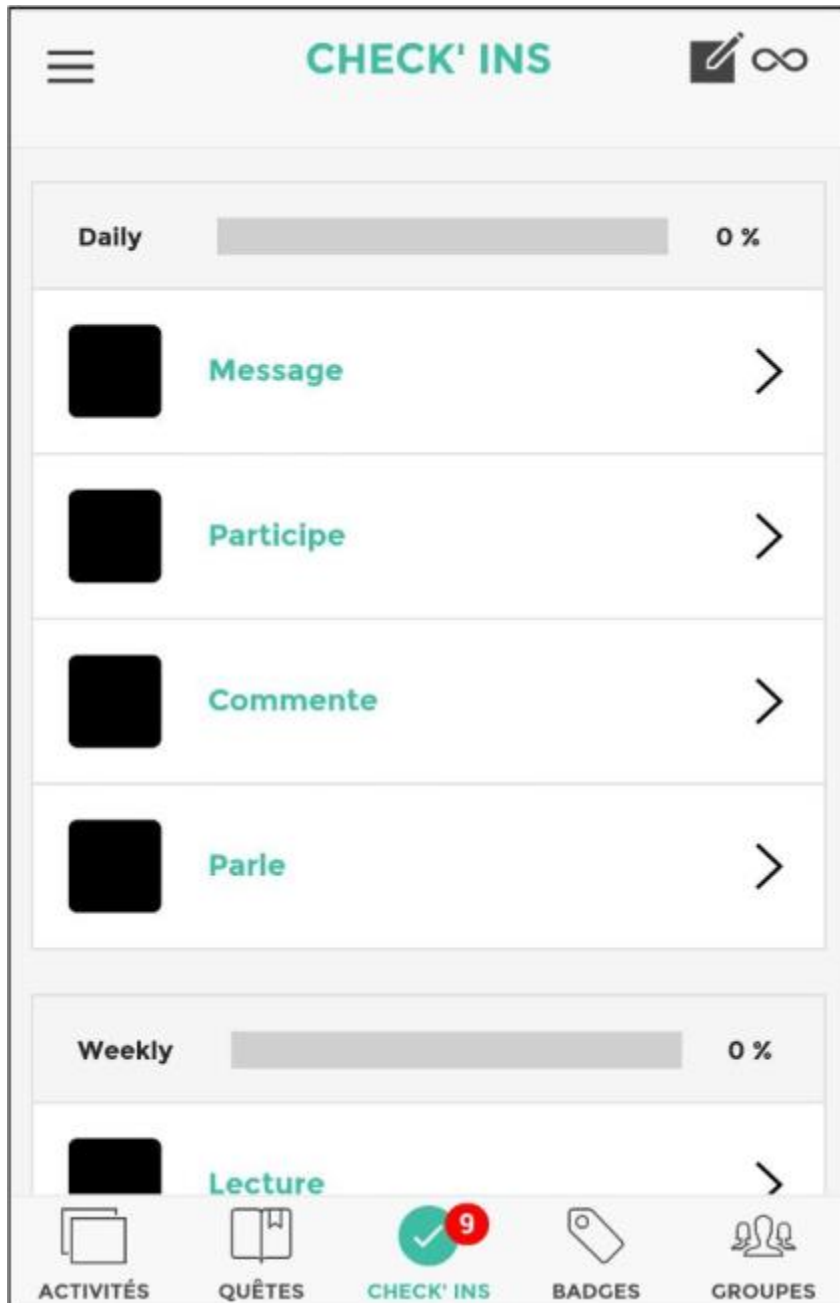 CHECK' INS
Daily 0 %
Message
Participe
Commente
Parle
Weekly 0 %
Lecture
9
ACTIVITÉS QUÊTES CHECK' INS BADGES GROUPES